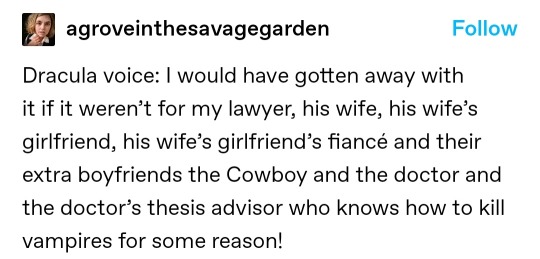 agroveinthesavagegarden Follow
Dracula voice: I would have gotten away with
it if it weren’t for my lawyer, his wife, his wife’s
girlfriend, his wife’s girlfriend’s fiancé and their
extra boyfriends the Cowboy and the doctor and
the doctor’s thesis advisor who knows how to kill
vampires for some reason!